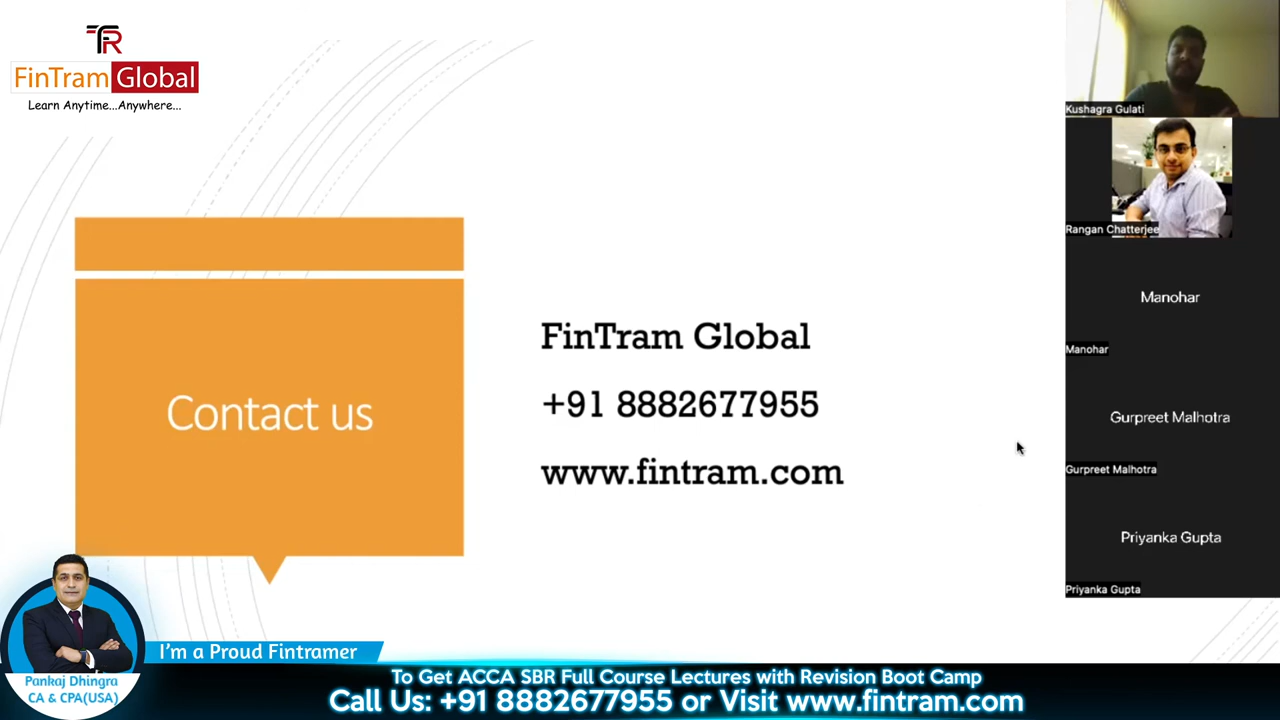 TR
FinTram Global
Learn Anytime...Anywhere...
Contact us
FinTram Global
+91 8882677955
www.fintram.com
Kushagra Gulati
Rangan Chatterjee
Manohar
Manohar
Gurpreet Malhotra
Gurpreet Malhotra
Priyanka Gupta
Priyanka Gupta
I'm a Proud Fintramer
Pankaj Dhingra
CA & CPA(USA)
To Get ACCA SBR Full Course Lectures with Revision Boot Camp
Call Us: +91 8882677955 or Visit www.fintram.com